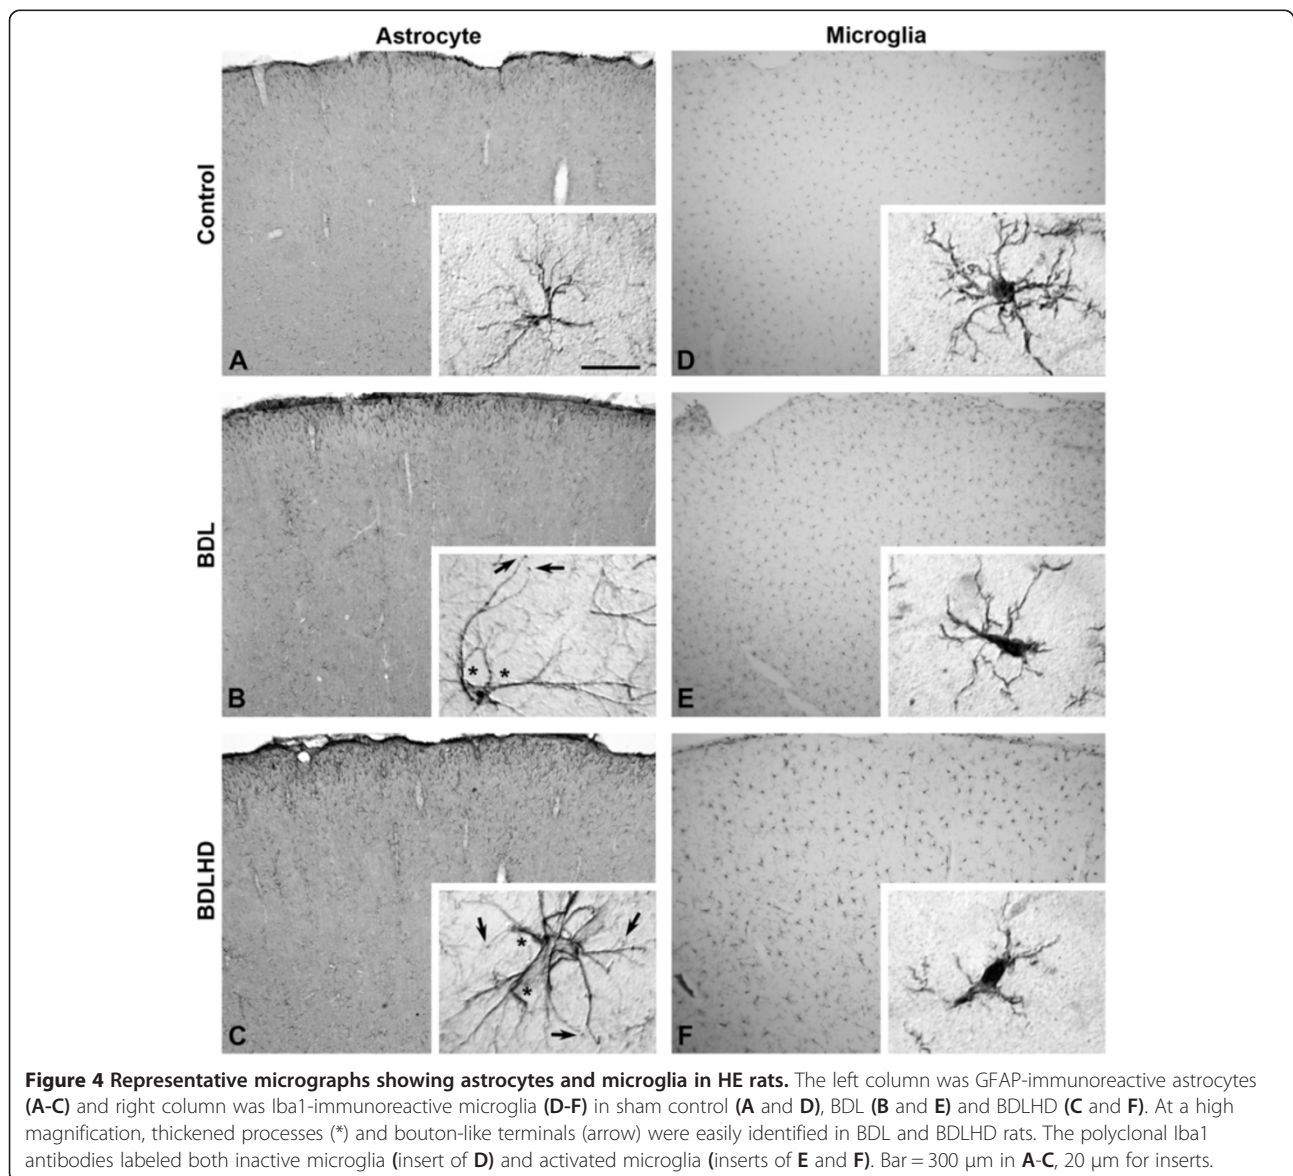 Astrocyte
Microglia
Control
A
D
BDL
*
*
B
E
BDLHD
*
*
C
F
Figure 4 Representative micrographs showing astrocytes and microglia in HE rats. The left column was GFAP-immunoreactive astrocytes
(A-C) and right column was Iba1-immunoreactive microglia (D-F) in sham control (A and D), BDL (B and E) and BDLHD (C and F). At a high
magnification, thickened processes (*) and bouton-like terminals (arrow) were easily identified in BDL and BDLHD rats. The polyclonal Iba1
antibodies labeled both inactive microglia (insert of D) and activated microglia (inserts of E and F). Bar = 300 μm in A-C, 20 μm for inserts.